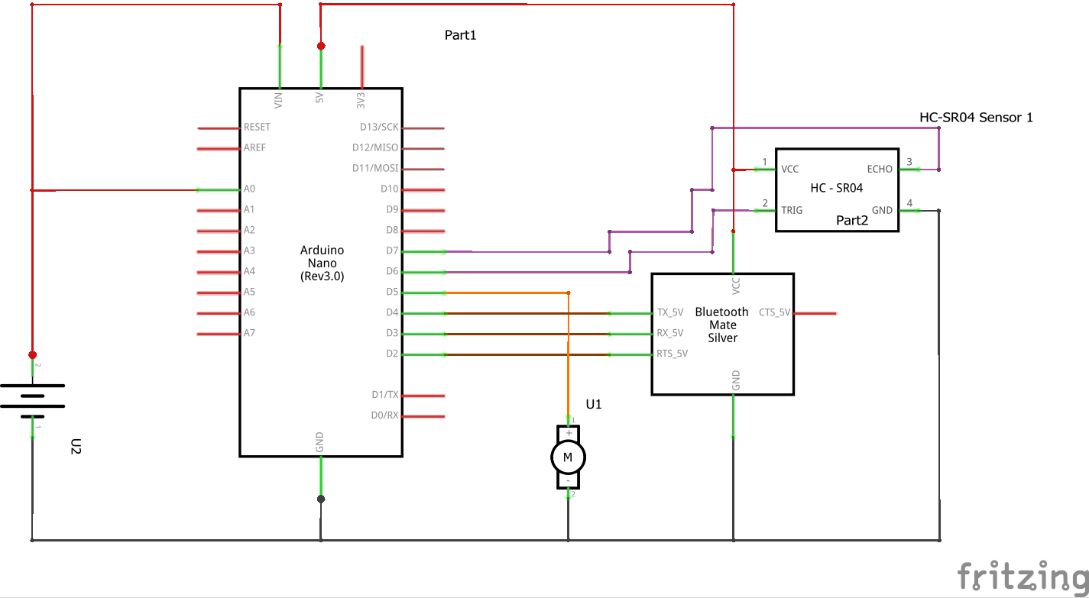 Part1
VIN
5V
3V3
HC-SR04 Sensor 1
RESET
D13/SCK
AREF
D12/MISO
D11/MOSI
1
VCC
ECHO
3
A0
D10
HC - SR04
A1
D9
2
TRIG
GND
4
Part2
A2
D8
A3
D7
Arduino
Nano
(Rev3.0)
A4
D6
VCC
A5
D5
A6
D4
TX_5V
Bluetooth
Mate
Silver
CTS_5V
A7
D3
RX_5V
D2
RTS_5V
2
GND
D1/TX
D0/RX
U1
1
+
M
-
2
1
U2
GND
fritzing